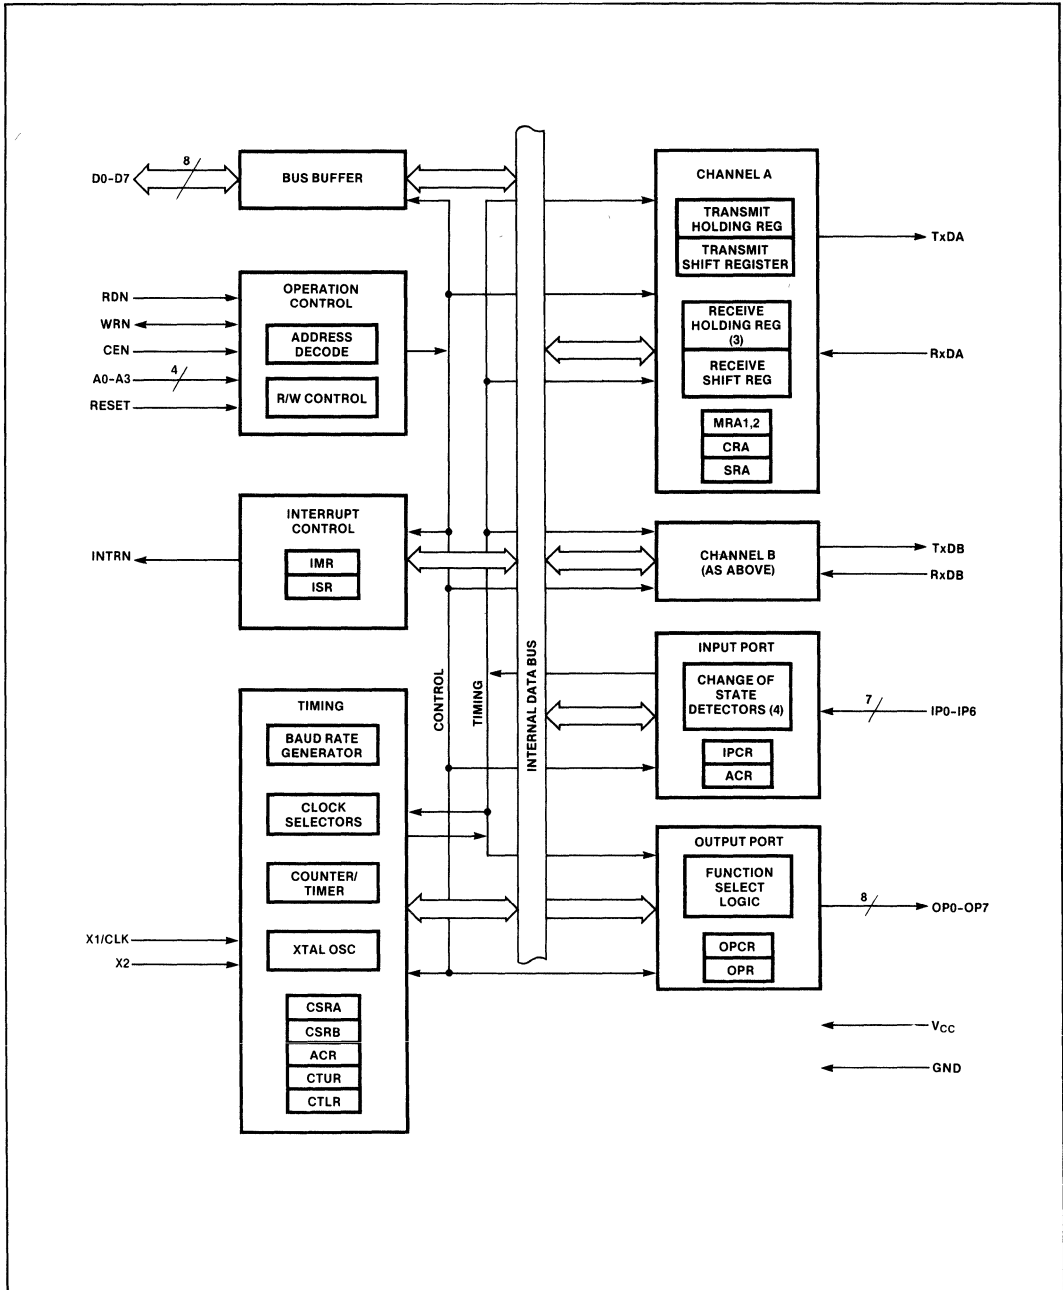 D0-D7
8
BUS BUFFER
RDN
WRN
CEN
A0-A3
4
RESET
OPERATION
CONTROL
ADDRESS
DECODE
R/W CONTROL
INTRN
INTERRUPT
CONTROL
IMR
ISR
TIMING
BAUD RATE
GENERATOR
CLOCK
SELECTORS
COUNTER/
TIMER
XTAL OSC
X1/CLK
X2
CSRA
CSRB
ACR
CTUR
CTLR
CONTROL
TIMING
INTERNAL DATA BUS
CHANNEL A
TRANSMIT
HOLDING REG
TRANSMIT
SHIFT REGISTER
RECEIVE
HOLDING REG
(3)
RECEIVE
SHIFT REG
MRA1,2
CRA
SRA
TxDA
RxDA
CHANNEL B
(AS ABOVE)
TxDB
RxDB
INPUT PORT
CHANGE OF
STATE
DETECTORS (4)
IPCR
ACR
7
IP0-IP6
OUTPUT PORT
FUNCTION
SELECT
LOGIC
OPCR
OPR
8
OP0-OP7
VCC
GND